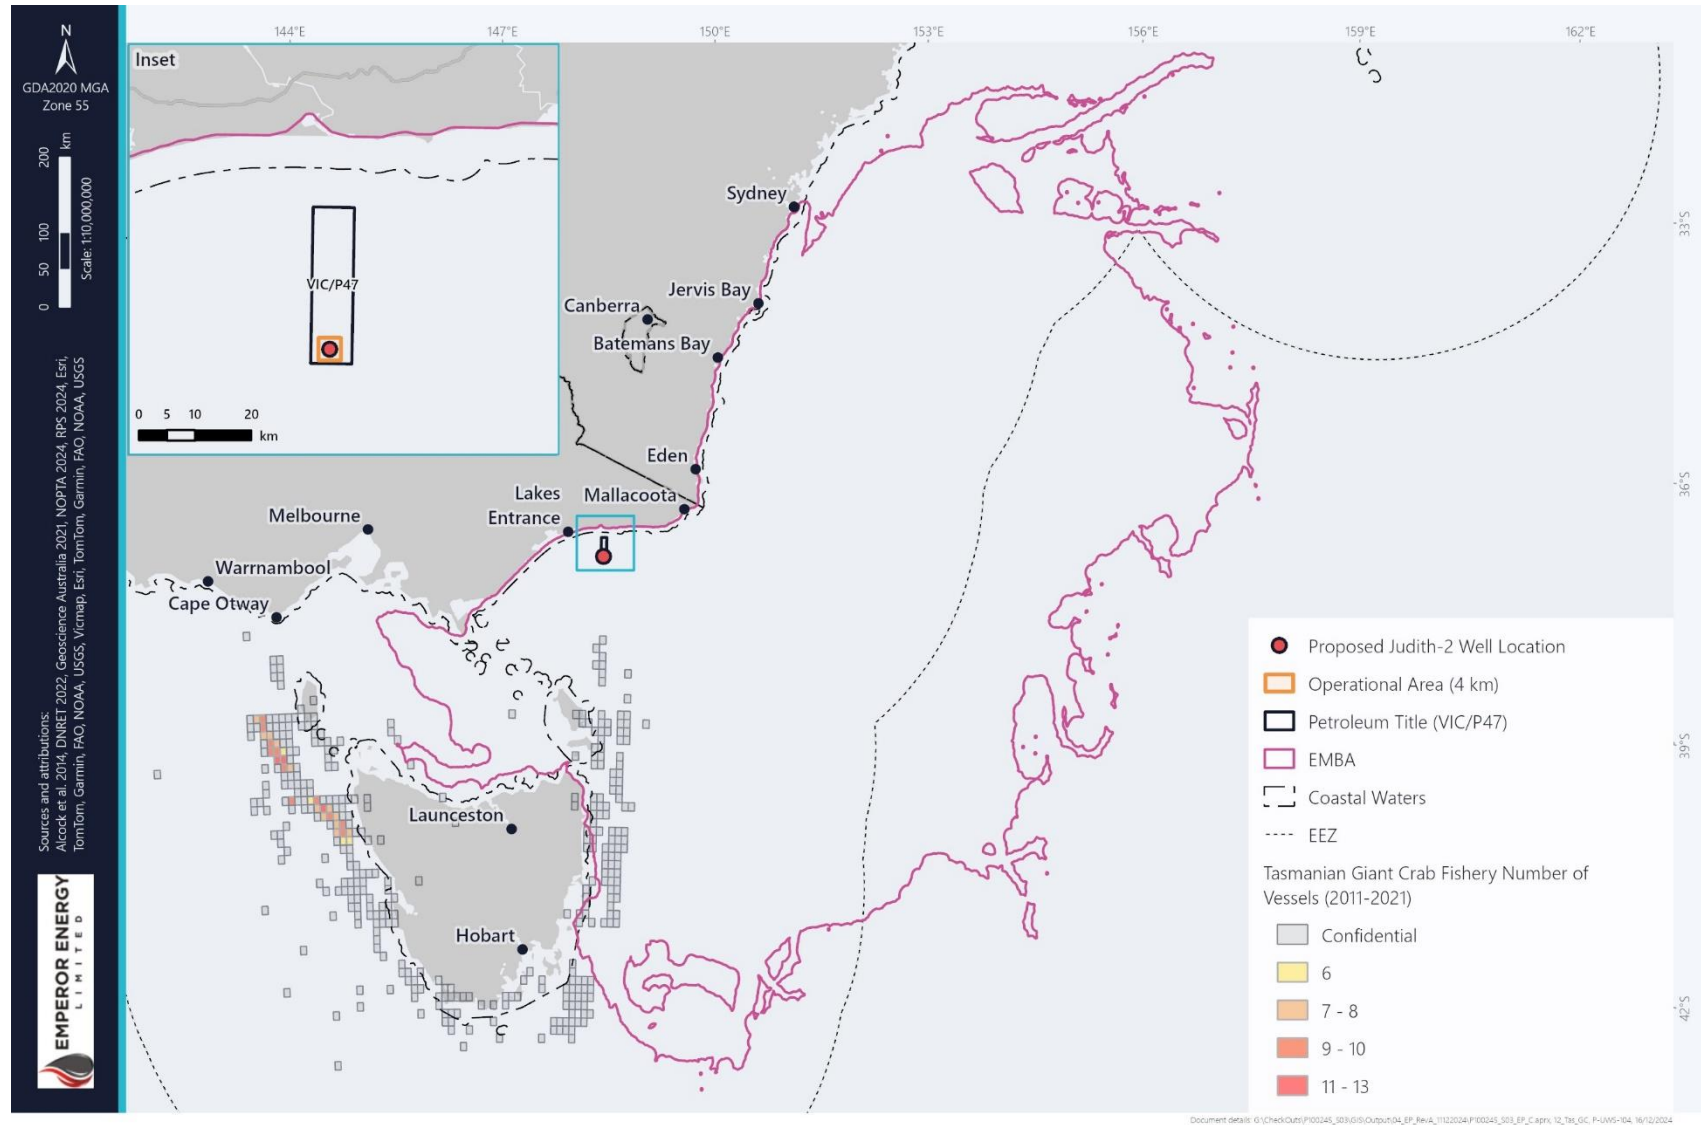 N
GDA2020 MGA
Zone 55
0 50 100 200
km
Scale: 1:10,000,000
Sources and attributions:
Alcock et al. 2014, DNRET 2022, Geoscience Australia 2021, NOPTA 2024, RPS 2024, Esri,
TomTom, Garmin, FAO, NOAA, USGS, Vicmap, Esri, TomTom, Garmin, FAO, NOAA, USGS
EMPEROR ENERGY
LIMITED
144°E 147°E 150°E 153°E 156°E 159°E 162°E
33°S
36°S
39°S
42°S
Inset
VIC/P47
0 5 10 20
km
Sydney
Jervis Bay
Canberra
Batemans Bay
Eden
Mallacoota
Lakes
Entrance
Melbourne
Warrnambool
Cape Otway
Launceston
Hobart
Proposed Judith-2 Well Location
Operational Area (4 km)
Petroleum Title (VIC/P47)
EMBA
Coastal Waters
EEZ
Tasmanian Giant Crab Fishery Number of
Vessels (2011-2021)
Confidential
6
7 - 8
9 - 10
11 - 13